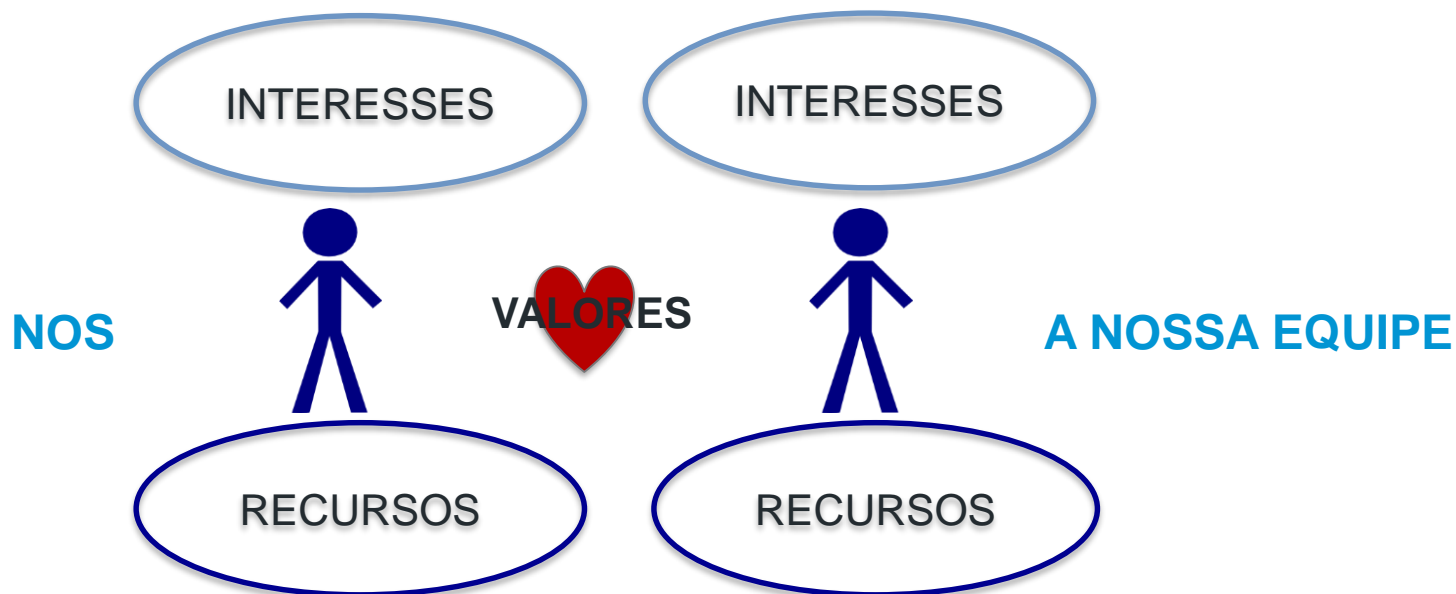 INTERESSES
INTERESSES
NOS
VALORES
A NOSSA EQUIPE
RECURSOS
RECURSOS